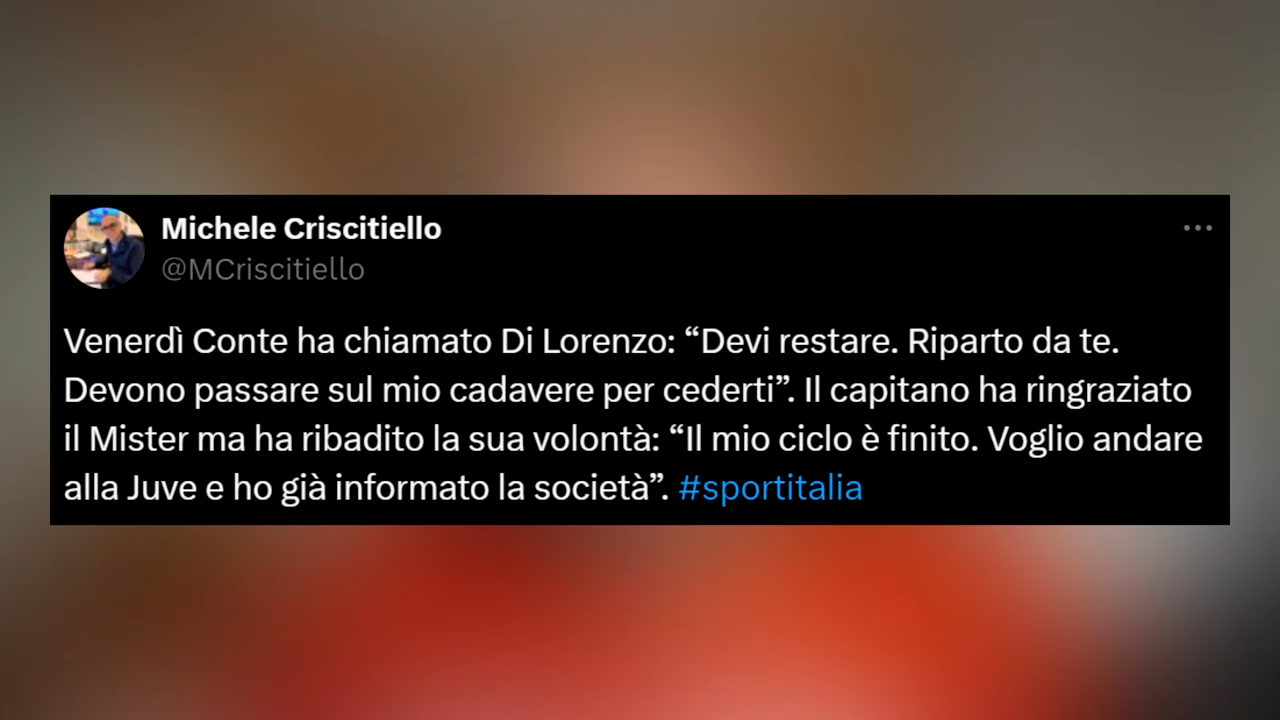 Michele Criscitiello
@MCriscitiello
Venerdì Conte ha chiamato Di Lorenzo: “Devi restare. Riparto da te.
Devono passare sul mio cadavere per cederti”. Il capitano ha ringraziato
il Mister ma ha ribadito la sua volontà: “Il mio ciclo è finito. Voglio andare
alla Juve e ho già informato la società”. #sportitalia